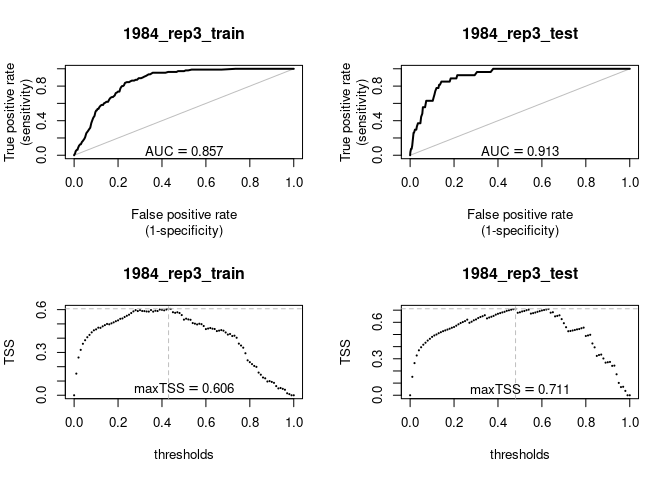 1984_rep3_train
True positive rate
(sensitivity)
0.0 0.4 0.8
AUC = 0.857
0.0 0.2 0.4 0.6 0.8 1.0
False positive rate
(1-specificity)
1984_rep3_test
True positive rate
(sensitivity)
0.0 0.4 0.8
AUC = 0.913
0.0 0.2 0.4 0.6 0.8 1.0
False positive rate
(1-specificity)
1984_rep3_train
TSS
0.0 0.3 0.6
maxTSS = 0.606
0.0 0.2 0.4 0.6 0.8 1.0
thresholds
1984_rep3_test
TSS
0.0 0.3 0.6
maxTSS = 0.711
0.0 0.2 0.4 0.6 0.8 1.0
thresholds